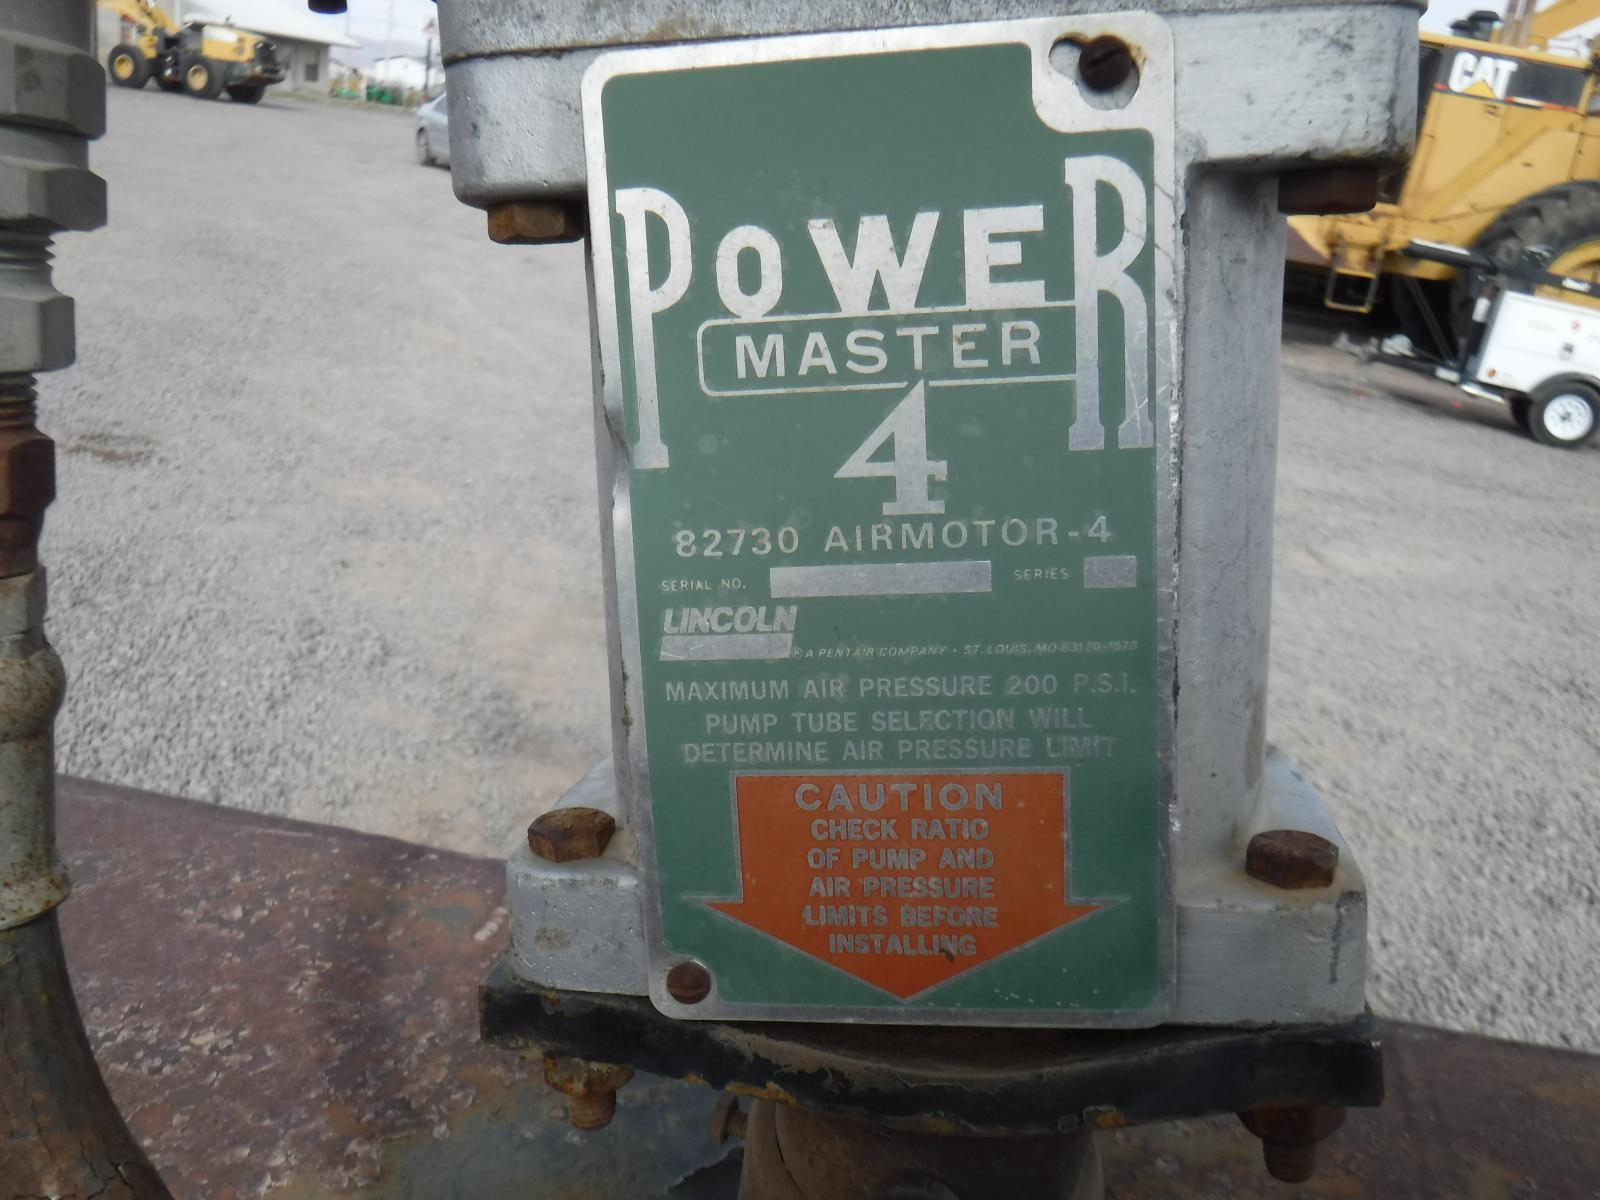 CAT
POWER
MASTER
4
82730 AIRMOTOR-4
SERIAL NO. SERIES
LINCOLN
® A PENTAIR COMPANY · ST. LOUIS, MO 63120-1578
MAXIMUM AIR PRESSURE 200 P.S.I.
PUMP TUBE SELECTION WILL
DETERMINE AIR PRESSURE LIMIT
CAUTION
CHECK RATIO
OF PUMP AND
AIR PRESSURE
LIMITS BEFORE
INSTALLING